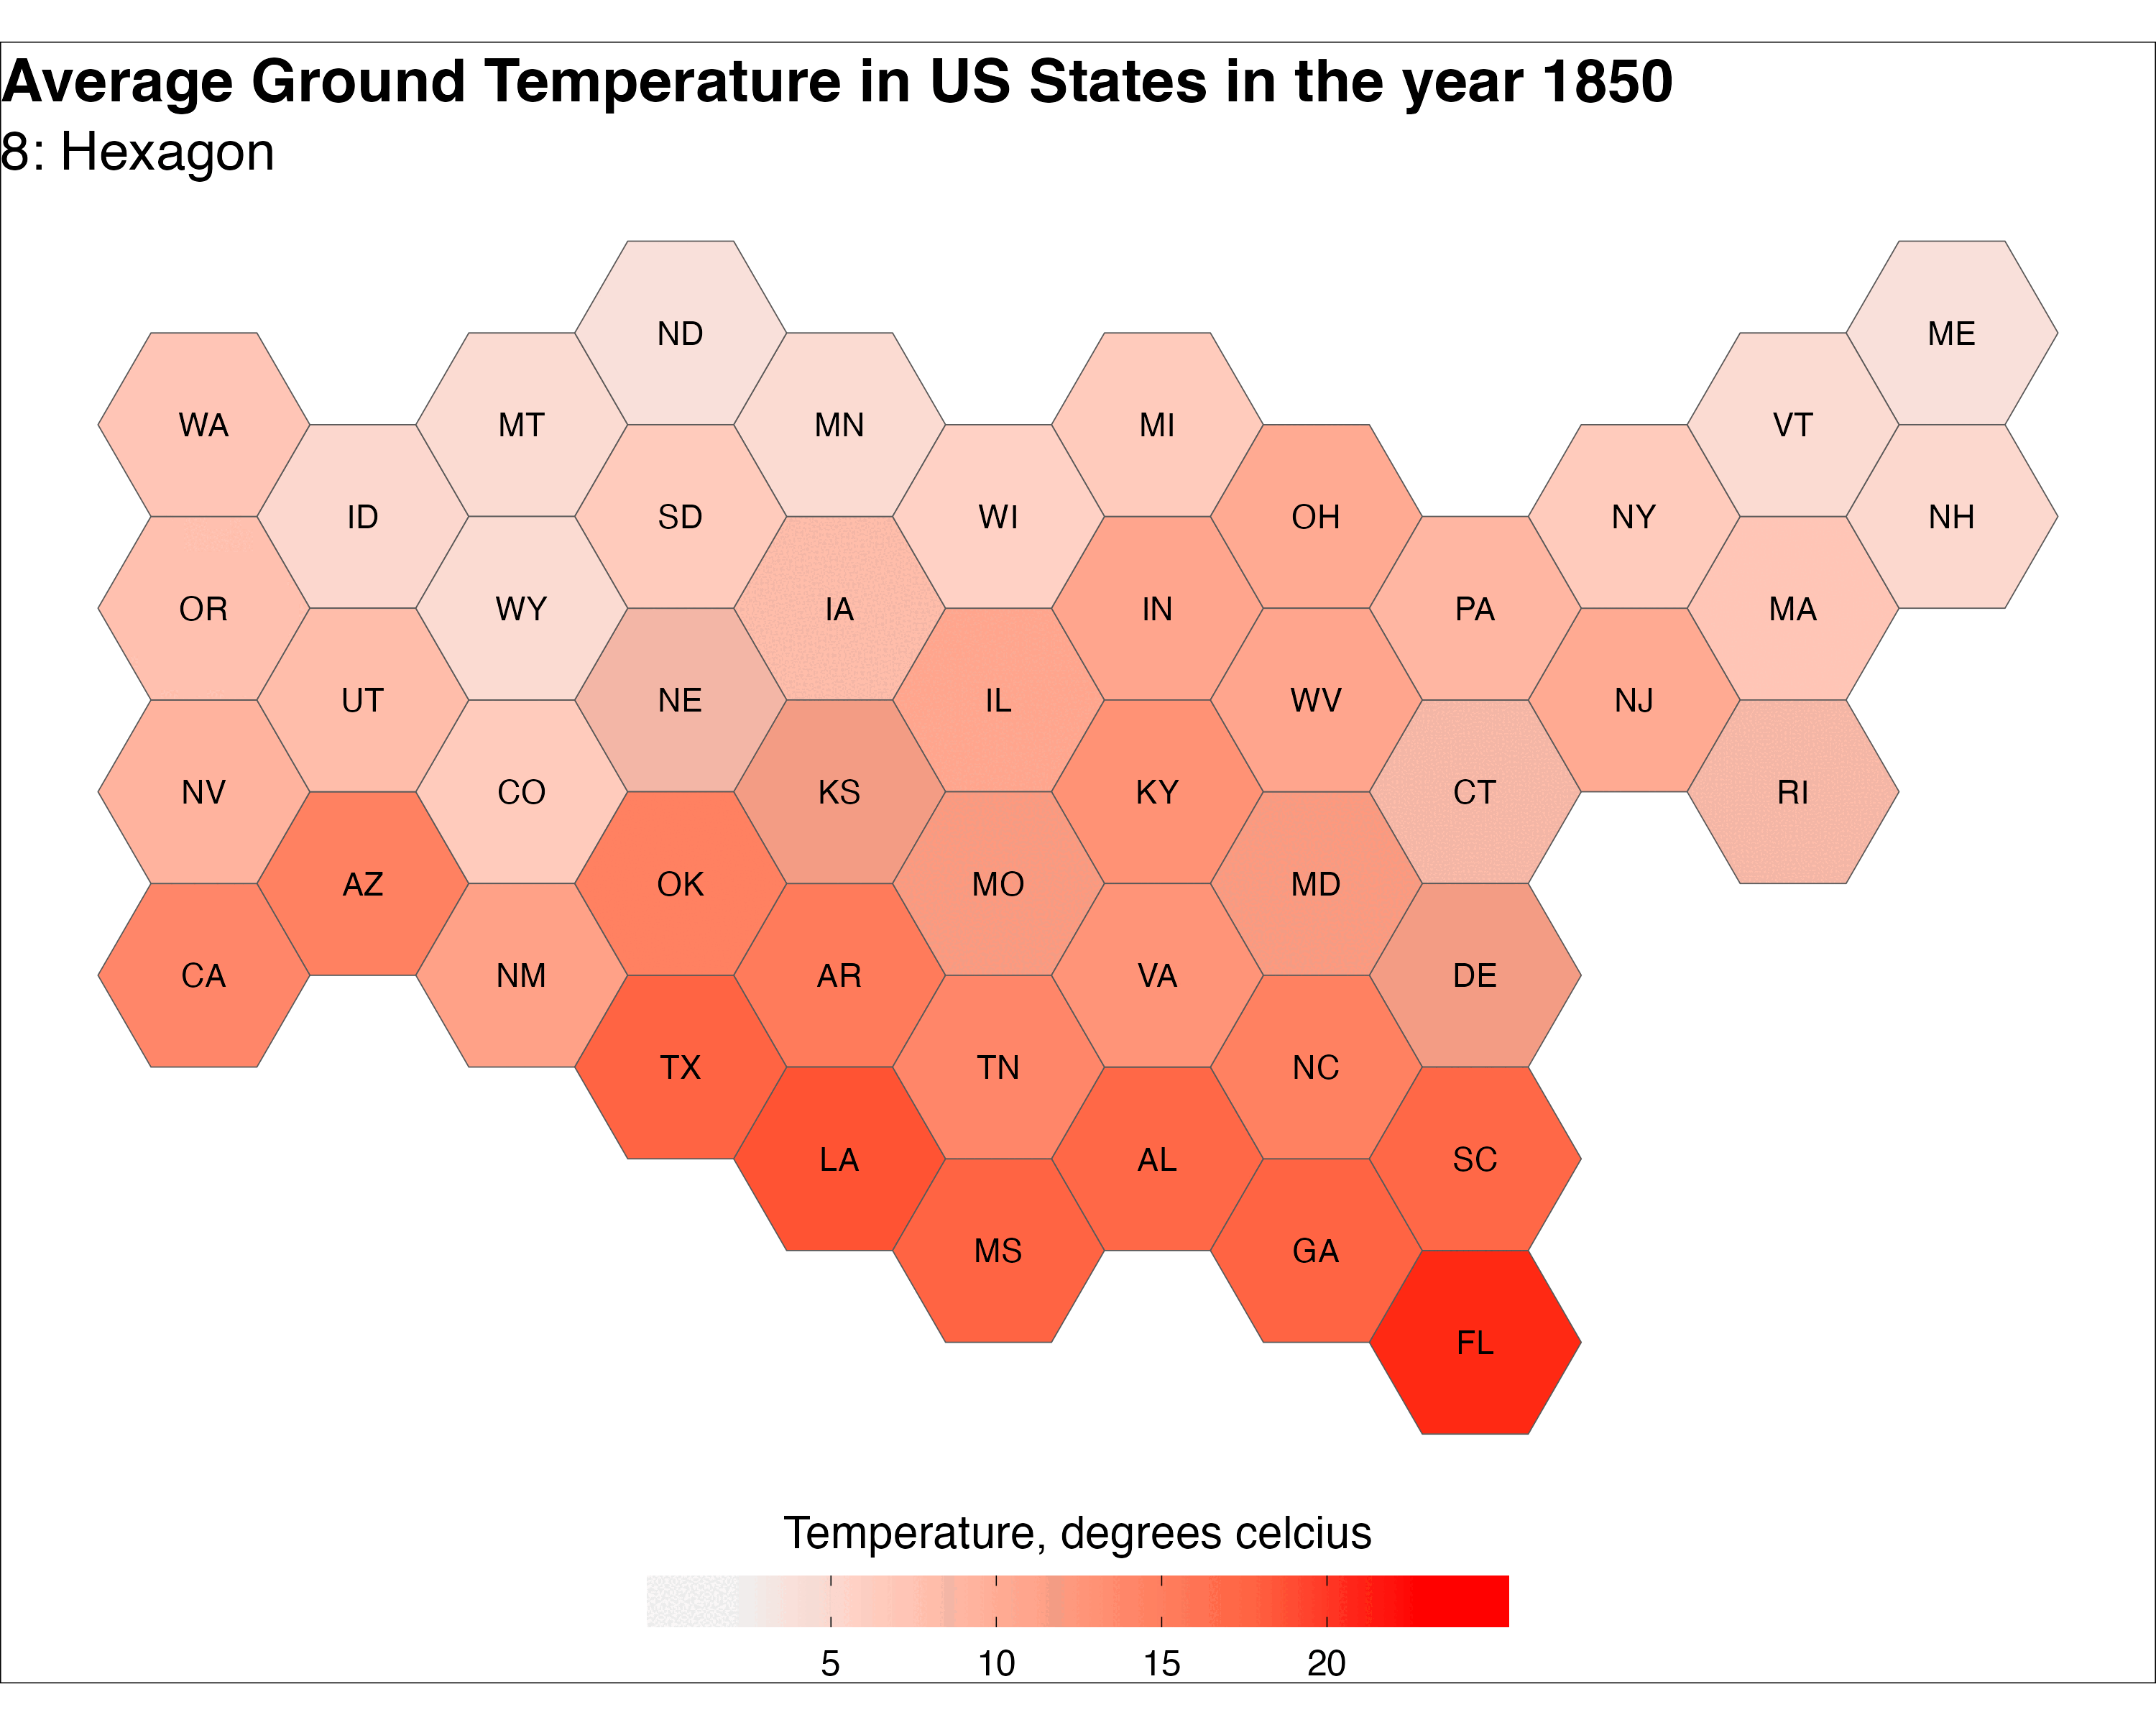 Average Ground Temperature in US States in the year 1850
8: Hexagon
ND
ME
WA
MT
MN
MI
VT
ID
SD
WI
OH
NY
NH
OR
WY
IA
IN
PA
MA
UT
NE
IL
WV
NJ
NV
CO
KS
KY
CT
RI
AZ
OK
MO
MD
CA
NM
AR
VA
DE
TX
TN
NC
LA
AL
SC
MS
GA
FL
Temperature, degrees celcius
5 10 15 20